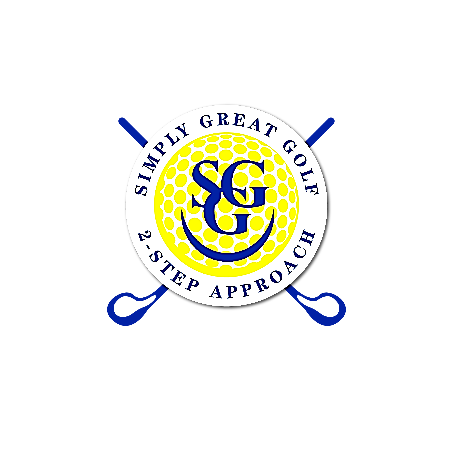 SIMPLY GREAT GOLF
SGG
2-STEP APPROACH